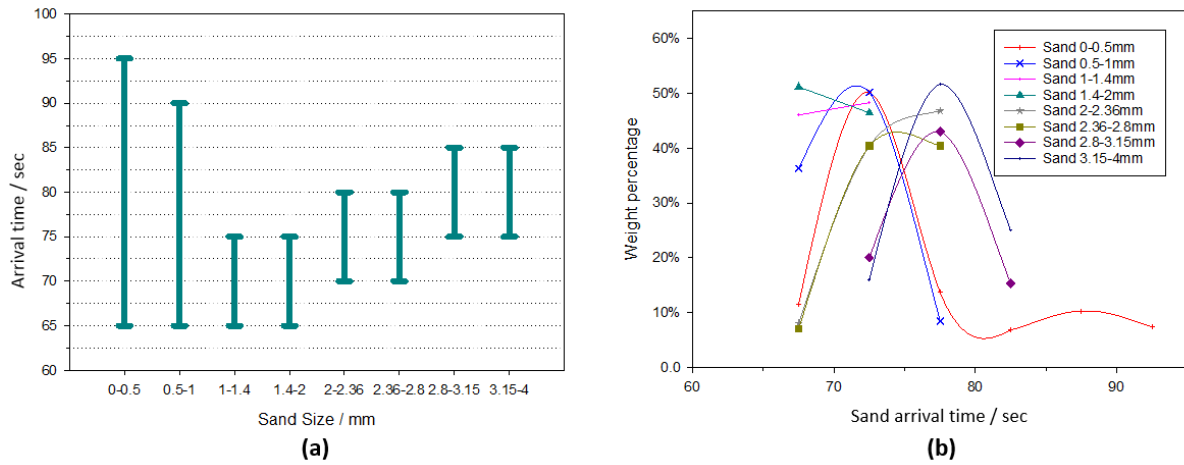 100
95
90
85
80
75
70
65
60
Arrival time / sec
0-0.5 0.5-1 1-1.4 1.4-2 2-2.36 2.36-2.8 2.8-3.15 3.15-4
Sand Size / mm
(a)
60%
50%
40%
30%
20%
10%
0.0
Weight percentage
Sand 0-0.5mm
Sand 0.5-1mm
Sand 1-1.4mm
Sand 1.4-2mm
Sand 2-2.36mm
Sand 2.36-2.8mm
Sand 2.8-3.15mm
Sand 3.15-4mm
60 70 80 90
Sand arrival time / sec
(b)